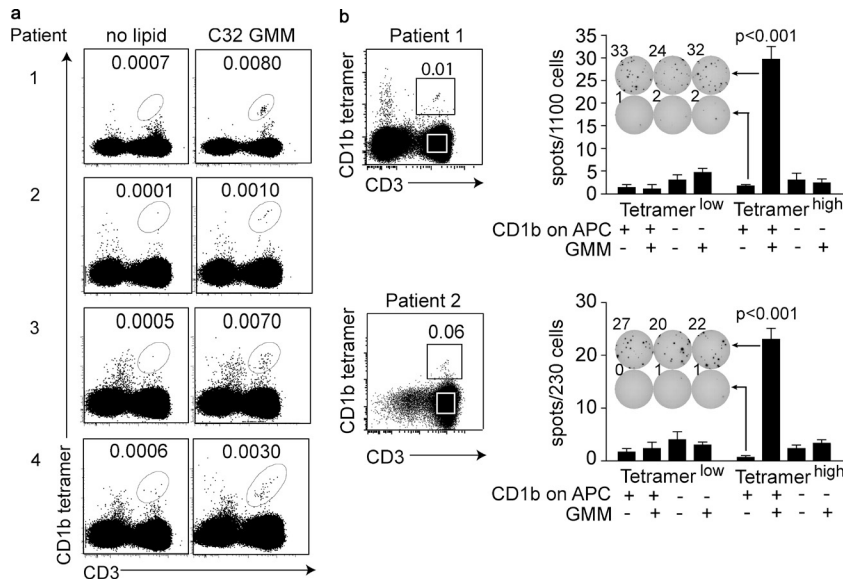 a
Patient
no lipid
C32 GMM
1
0.0007
0.0080
2
0.0001
0.0010
3
0.0005
0.0070
4
0.0006
0.0030
CD1b tetramer
CD3
b
Patient 1
0.01
CD1b tetramer
CD3
35
30
25
20
15
10
5
0
spots/1100 cells
33 24 32
1 2 2
p<0.001
Tetramer low
Tetramer high
CD1b on APC + + - - + + - -
GMM - + - + - + - +
Patient 2
0.06
CD1b tetramer
CD3
30
20
10
0
spots/230 cells
27 20 22
0 1 1
p<0.001
Tetramer low
Tetramer high
CD1b on APC + + - - + + - -
GMM - + - + - + - +